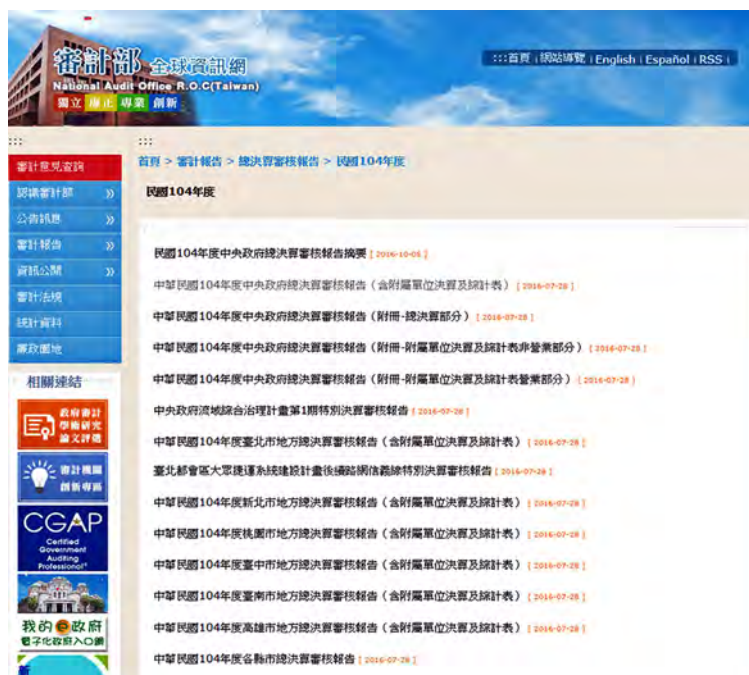 審計部 全球資訊網
National Audit Office R.O.C(Taiwan)
獨立 廉正 專業 創新
:::首頁 | 網站導覽 | English | Español | RSS |
:::
審計意見查詢
認識審計部 »
公告訊息 »
審計報告 »
資訊公開 »
審計法規
統計資料
廉政園地
相關連結
政府審計
學術研究
論文評選
審計機關
創新專區
CGAP
Certified
Government
Auditing
Professional
我的e政府
電子化政府入口網
新
:::
首頁 > 審計報告 > 總決算審核報告 > 民國104年度
民國104年度
民國104年度中央政府總決算審核報告摘要 [ 2016-10-05 ]
中華民國104年度中央政府總決算審核報告（含附屬單位決算及綜計表） [ 2016-07-28 ]
中華民國104年度中央政府總決算審核報告（附冊-總決算部分） [ 2016-07-28 ]
中華民國104年度中央政府總決算審核報告（附冊-附屬單位決算及綜計表非營業部分） [ 2016-07-28 ]
中華民國104年度中央政府總決算審核報告（附冊-附屬單位決算及綜計表營業部分） [ 2016-07-28 ]
中央政府流域綜合治理計畫第1期特別決算審核報告 [ 2016-07-28 ]
中華民國104年度臺北市地方總決算審核報告（含附屬單位決算及綜計表） [ 2016-07-28 ]
臺北都會區大眾捷運系統建設計畫後續路網信義線特別決算審核報告 [ 2016-07-28 ]
中華民國104年度新北市地方總決算審核報告（含附屬單位決算及綜計表） [ 2016-07-28 ]
中華民國104年度桃園市地方總決算審核報告（含附屬單位決算及綜計表） [ 2016-07-28 ]
中華民國104年度臺中市地方總決算審核報告（含附屬單位決算及綜計表） [ 2016-07-28 ]
中華民國104年度臺南市地方總決算審核報告（含附屬單位決算及綜計表） [ 2016-07-28 ]
中華民國104年度高雄市地方總決算審核報告（含附屬單位決算及綜計表） [ 2016-07-28 ]
中華民國104年度各縣市總決算審核報告 [ 2016-07-28 ]